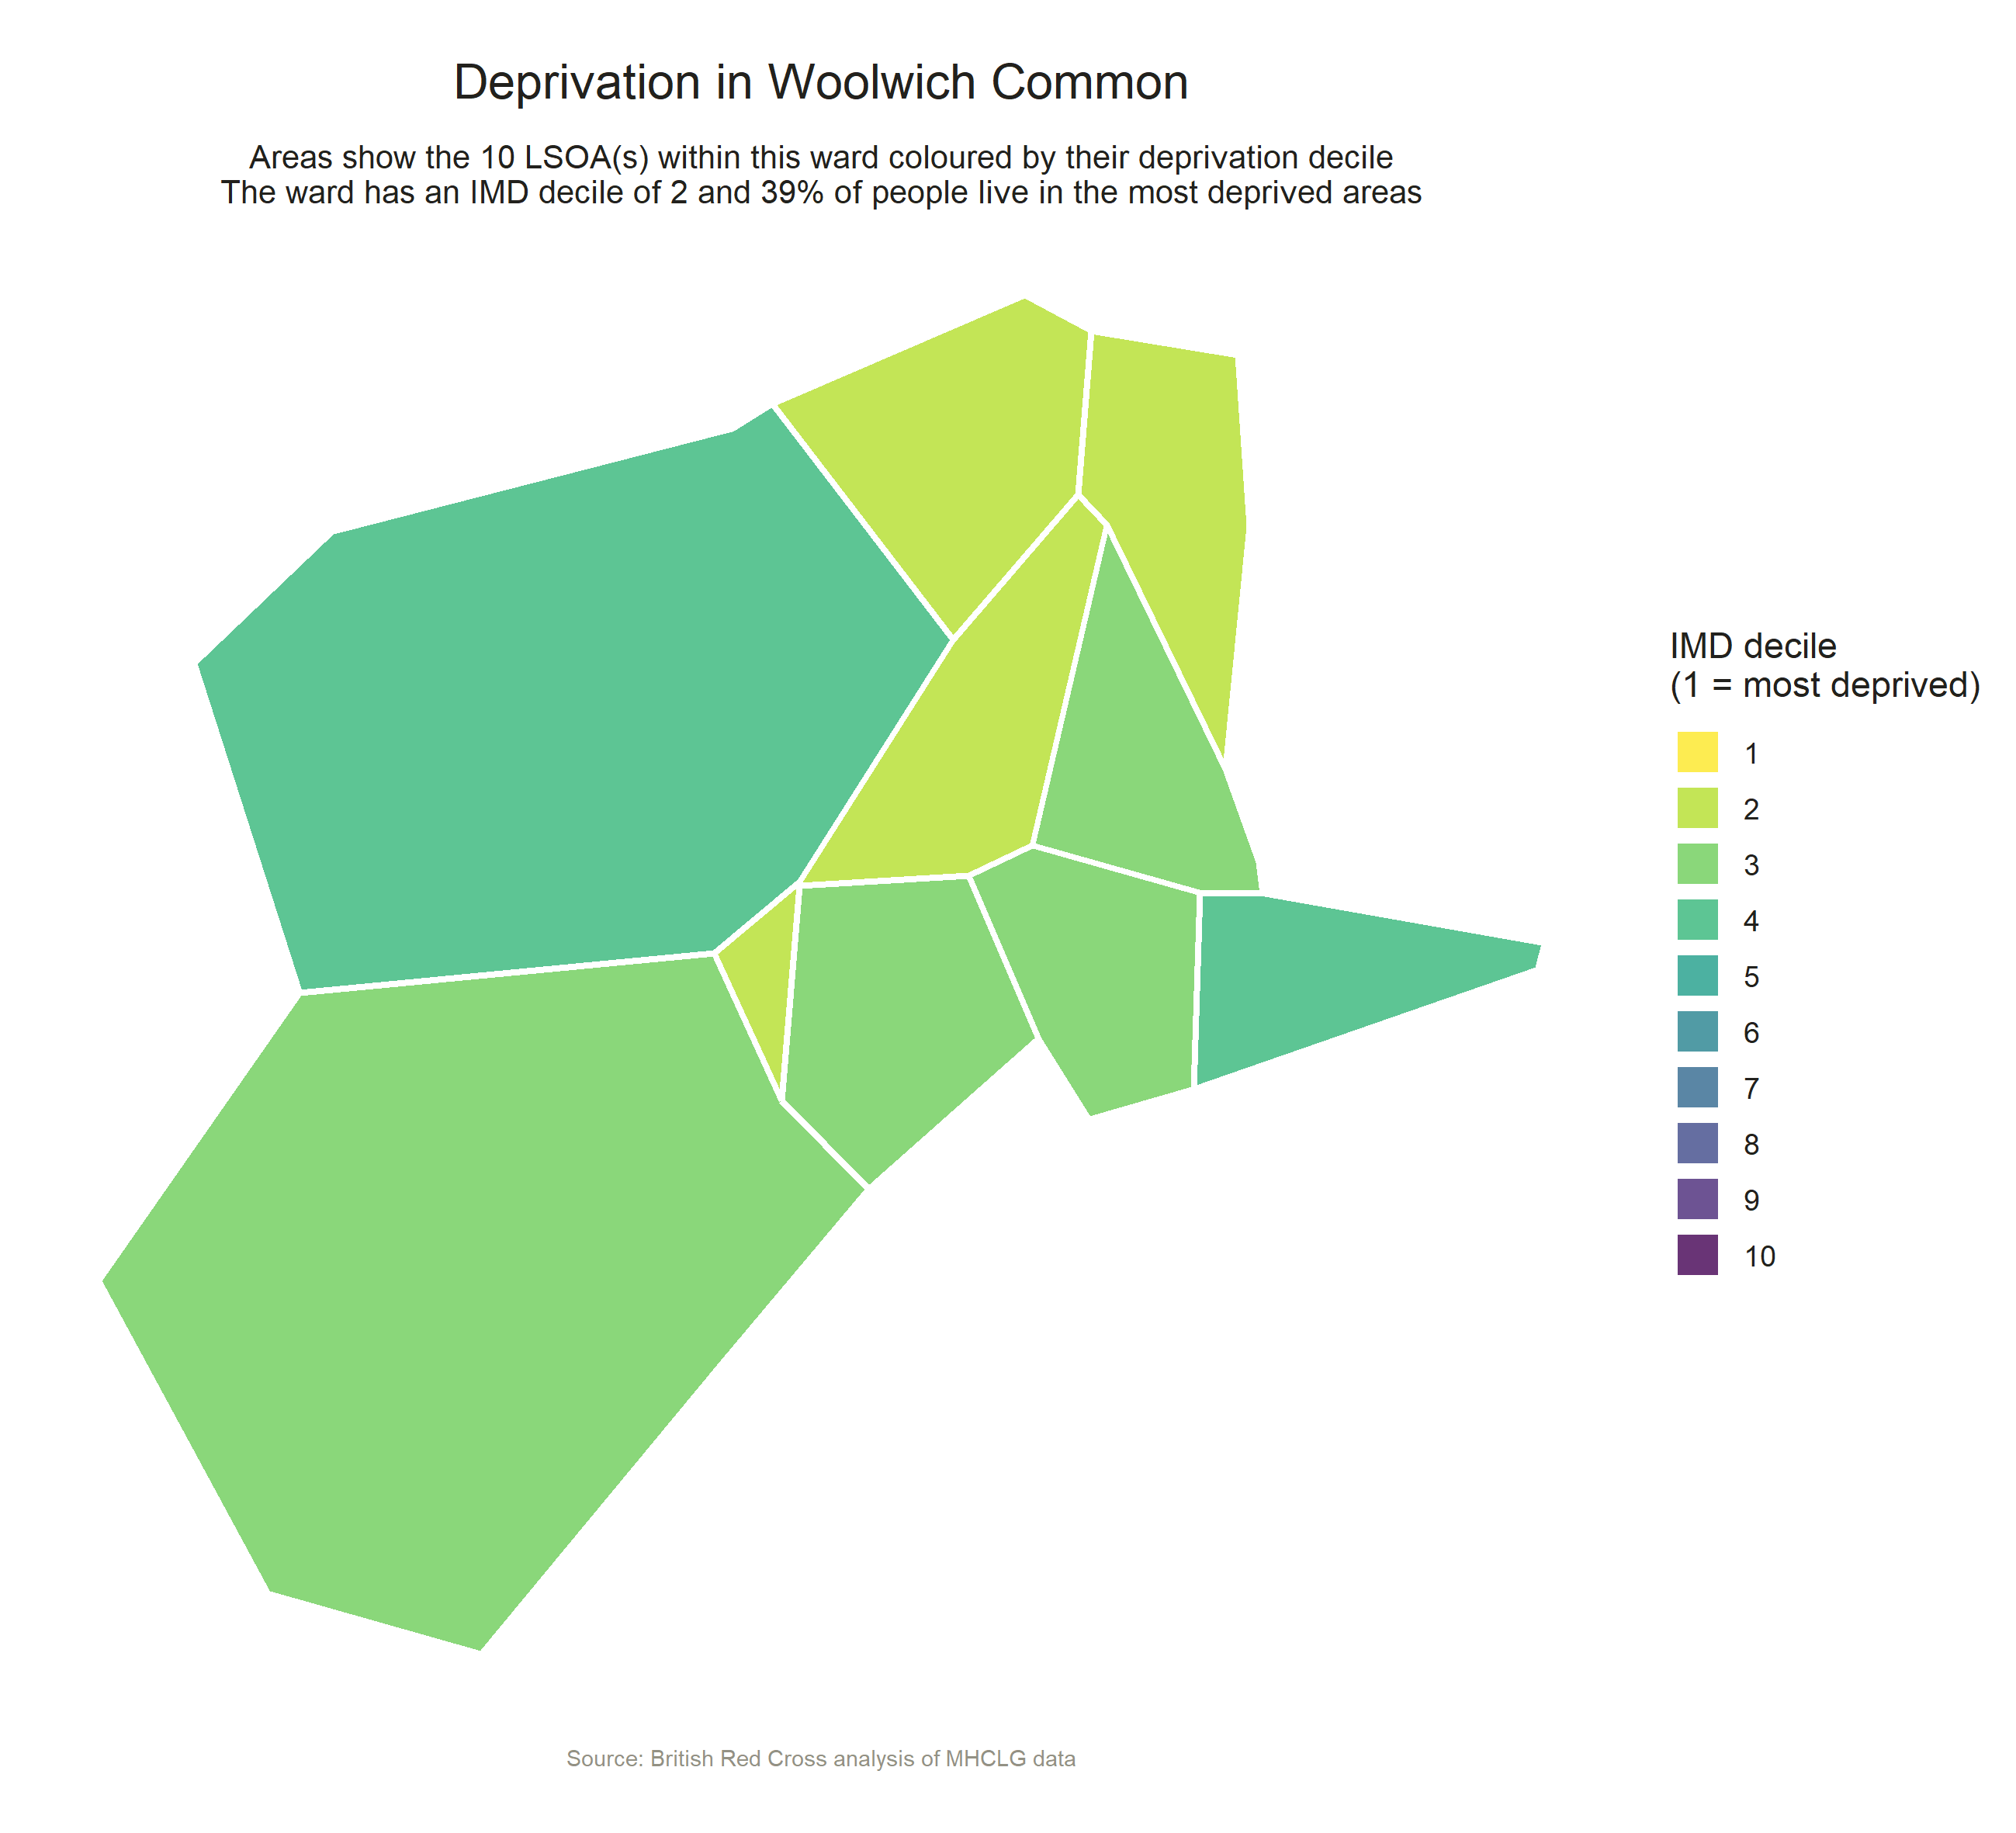 Deprivation in Woolwich Common
Areas show the 10 LSOA(s) within this ward coloured by their deprivation decile
The ward has an IMD decile of 2 and 39% of people live in the most deprived areas
IMD decile
(1 = most deprived)
1
2
3
4
5
6
7
8
9
10
Source: British Red Cross analysis of MHCLG data